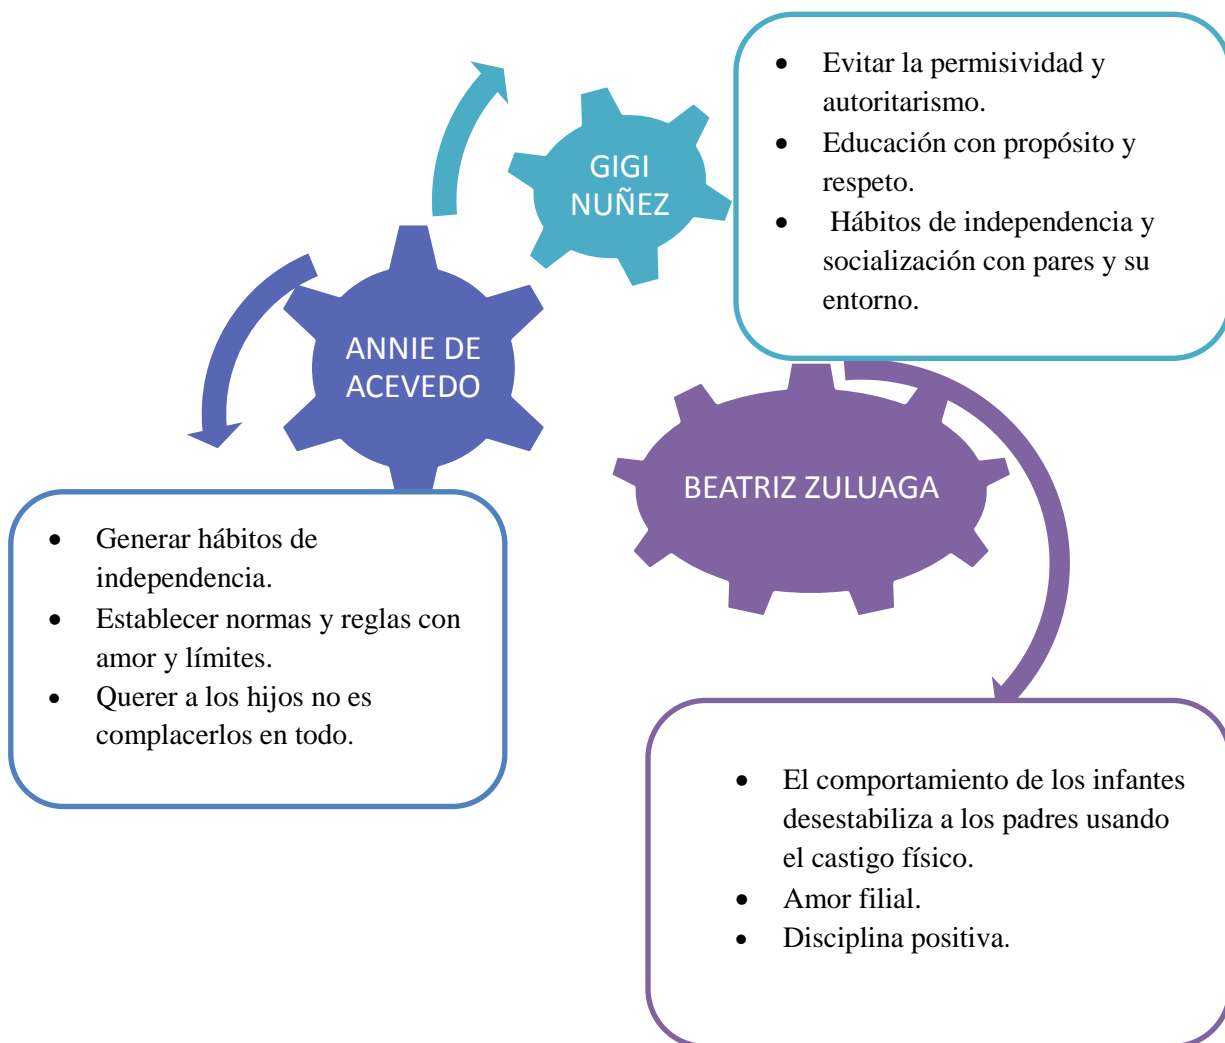 GIGI
NUÑEZ
• Evitar la permisividad y
autoritarismo.
• Educación con propósito y
respeto.
• Hábitos de independencia y
socialización con pares y su
entorno.
ANNIE DE
ACEVEDO
• Generar hábitos de
independencia.
• Establecer normas y reglas con
amor y límites.
• Querer a los hijos no es
complacerlos en todo.
BEATRIZ ZULUAGA
• El comportamiento de los infantes
desestabiliza a los padres usando
el castigo físico.
• Amor filial.
• Disciplina positiva.